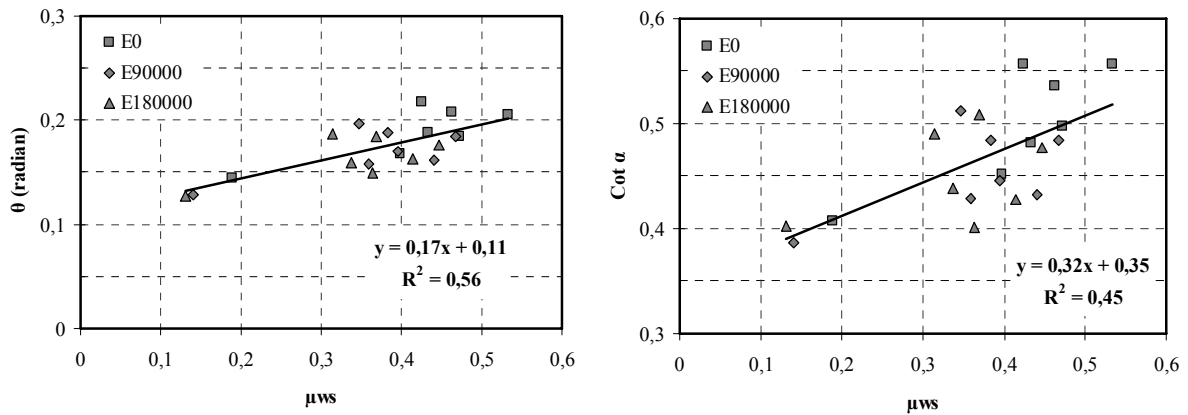 0,3
E0
E90000
E180000
0,2
θ (radian)
0,1
y = 0,17x + 0,11
R² = 0,56
0
0 0,1 0,2 0,3 0,4 0,5 0,6
μws
0,6
E0
E90000
E180000
0,5
Cot α
0,4
y = 0,32x + 0,35
R² = 0,45
0,3
0 0,1 0,2 0,3 0,4 0,5 0,6
μws